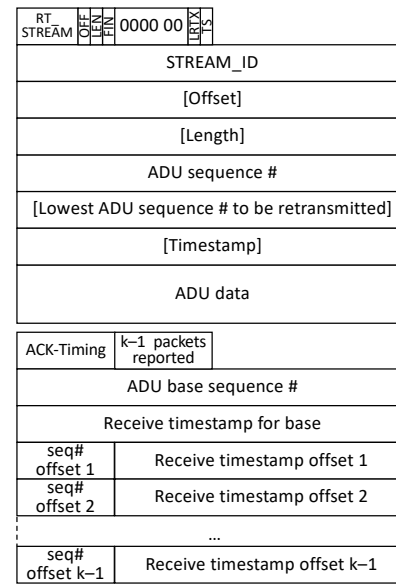 RT_
STREAM OFF LEN FIN 0000 00 LRTX TS
STREAM_ID
[Offset]
[Length]
ADU sequence #
[Lowest ADU sequence # to be retransmitted]
[Timestamp]
ADU data
ACK-Timing k–1 packets
reported
ADU base sequence #
Receive timestamp for base
seq#
offset 1 Receive timestamp offset 1
seq#
offset 2 Receive timestamp offset 2
...
seq#
offset k–1 Receive timestamp offset k–1